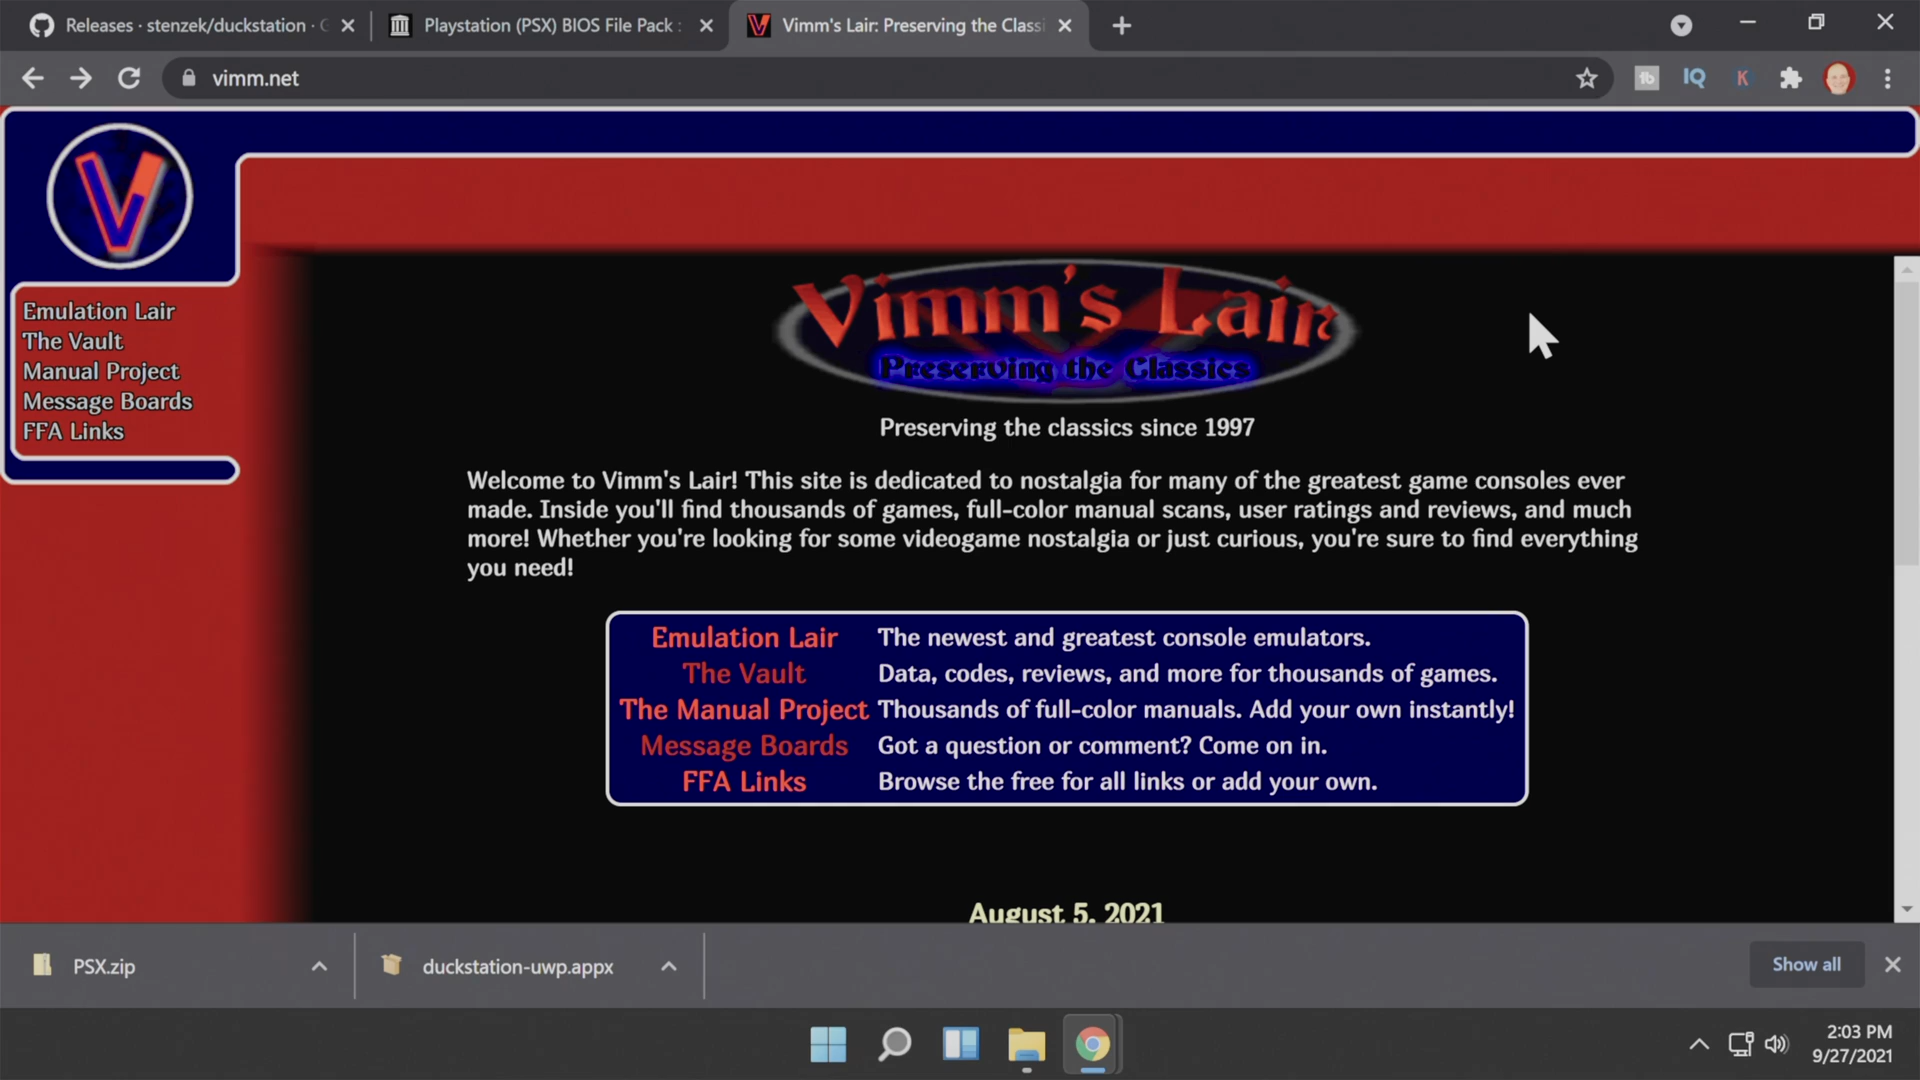 Releases · stenzek/duckstation ·
Playstation (PSX) BIOS File Pack :
Vimm's Lair: Preserving the Classi
vimm.net
tb
IQ
K
V
Emulation Lair
The Vault
Manual Project
Message Boards
FFA Links
Vimm's Lair
Preserving the Classics
Preserving the classics since 1997
Welcome to Vimm's Lair! This site is dedicated to nostalgia for many of the greatest game consoles ever
made. Inside you'll find thousands of games, full-color manual scans, user ratings and reviews, and much
more! Whether you're looking for some videogame nostalgia or just curious, you're sure to find everything
you need!
Emulation Lair The newest and greatest console emulators.
The Vault Data, codes, reviews, and more for thousands of games.
The Manual Project Thousands of full-color manuals. Add your own instantly!
Message Boards Got a question or comment? Come on in.
FFA Links Browse the free for all links or add your own.
August 5, 2021
PSX.zip
duckstation-uwp.appx
Show all
2:03 PM
9/27/2021